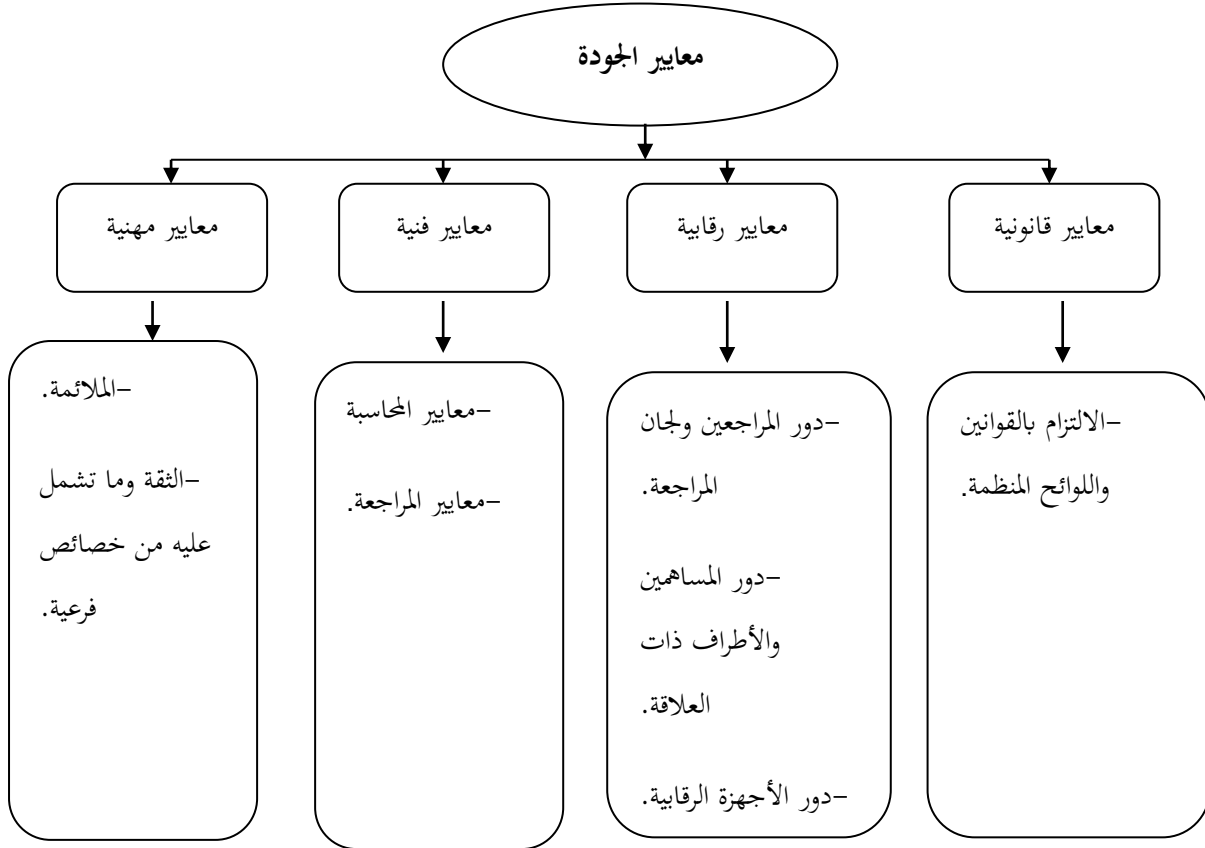 معايير الجودة
معايير قانونية
معايير رقابية
معايير فنية
معايير مهنية
-الالتزام بالقوانين
واللوائح المنظمة.
-دور المراجعين ولجان
المراجعة.
-دور المساهمين
والأطراف ذات
العلاقة.
-دور الأجهزة الرقابية.
-معايير المحاسبة
-معايير المراجعة.
-الملائمة.
-الثقة وما تشمل
عليه من خصائص
فرعية.